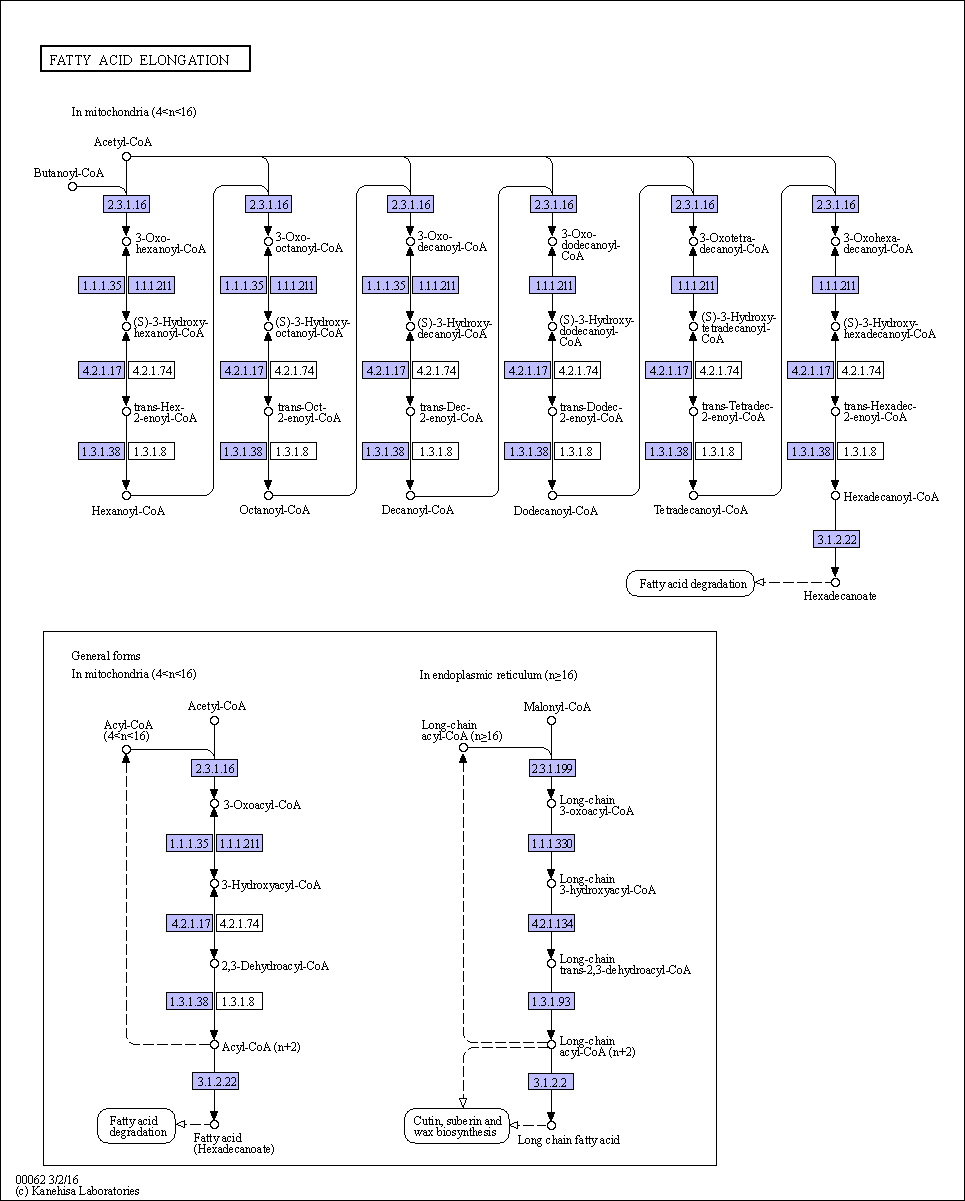 FATTY ACID ELONGATION
In mitochondria (4<n<16)
Acetyl-CoA
Butanoyl-CoA
2.3.1.16
2.3.1.16
2.3.1.16
2.3.1.16
2.3.1.16
2.3.1.16
3-Oxo-
hexanoyl-CoA
3-Oxo-
octanoyl-CoA
3-Oxo-
decanoyl-CoA
3-Oxo-
dodecanoyl-
CoA
3-Oxotetra-
decanoyl-CoA
3-Oxohexa-
decanoyl-CoA
1.1.1.35
1.1.1.211
1.1.1.35
1.1.1.211
1.1.1.35
1.1.1.211
1.1.1.211
1.1.1.211
1.1.1.211
(S)-3-Hydroxy-
hexanoyl-CoA
(S)-3-Hydroxy-
octanoyl-CoA
(S)-3-Hydroxy-
decanoyl-CoA
(S)-3-Hydroxy-
dodecanoyl-
CoA
(S)-3-Hydroxy-
tetradecanoyl-
CoA
(S)-3-Hydroxy-
hexadecanoyl-CoA
4.2.1.17
4.2.1.74
4.2.1.17
4.2.1.74
4.2.1.17
4.2.1.74
4.2.1.17
4.2.1.74
4.2.1.17
4.2.1.74
4.2.1.17
4.2.1.74
trans-Hex-
2-enoyl-CoA
trans-Oct-
2-enoyl-CoA
trans-Dec-
2-enoyl-CoA
trans-Dodec-
2-enoyl-CoA
trans-Tetradec-
2-enoyl-CoA
trans-Hexadec-
2-enoyl-CoA
1.3.1.38
1.3.1.8
1.3.1.38
1.3.1.8
1.3.1.38
1.3.1.8
1.3.1.38
1.3.1.8
1.3.1.38
1.3.1.8
1.3.1.38
1.3.1.8
Hexanoyl-CoA
Octanoyl-CoA
Decanoyl-CoA
Dodecanoyl-CoA
Tetradecanoyl-CoA
Hexadecanoyl-CoA
3.1.2.22
Fatty acid degradation
Hexadecanoate
General forms
In mitochondria (4<n<16)
Acetyl-CoA
Acyl-CoA
(4<n<16)
2.3.1.16
3-Oxoacyl-CoA
1.1.1.35
1.1.1.211
3-Hydroxyacyl-CoA
4.2.1.17
4.2.1.74
2,3-Dehydroacyl-CoA
1.3.1.38
1.3.1.8
Acyl-CoA (n+2)
3.1.2.22
Fatty acid
degradation
Fatty acid
(Hexadecanoate)
In endoplasmic reticulum (n≥16)
Malonyl-CoA
Long-chain
acyl-CoA (n≥16)
2.3.1.199
Long-chain
3-oxoacyl-CoA
1.1.1.330
Long-chain
3-hydroxyacyl-CoA
4.2.1.134
Long-chain
trans-2,3-dehydroacyl-CoA
1.3.1.93
Long-chain
acyl-CoA (n+2)
3.1.2.2
Cutin, suberin and
wax biosynthesis
Long chain fatty acid
00062 3/2/16
(c) Kanehisa Laboratories